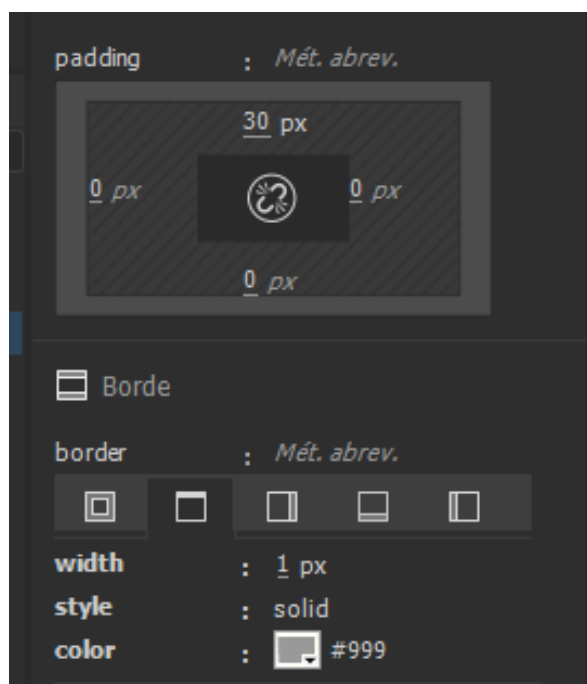 padding : Mét. abrev.
30 px
0 px 0 px
0 px
Borde
border : Mét. abrev.
width : 1 px
style : solid
color : #999